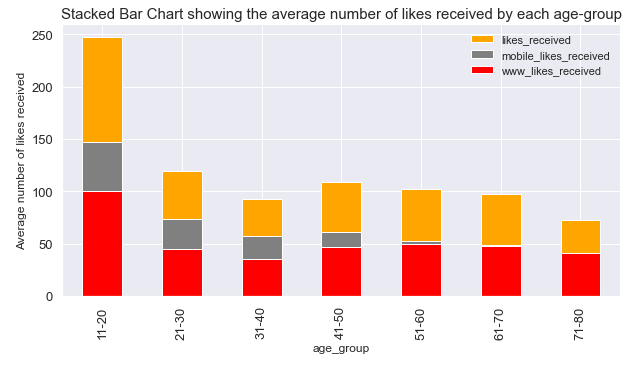 Stacked Bar Chart showing the average number of likes received by each age-group
250
200
150
100
50
0
Average number of likes received
likes_received
mobile_likes_received
www_likes_received
11-20
21-30
31-40
41-50
51-60
61-70
71-80
age_group